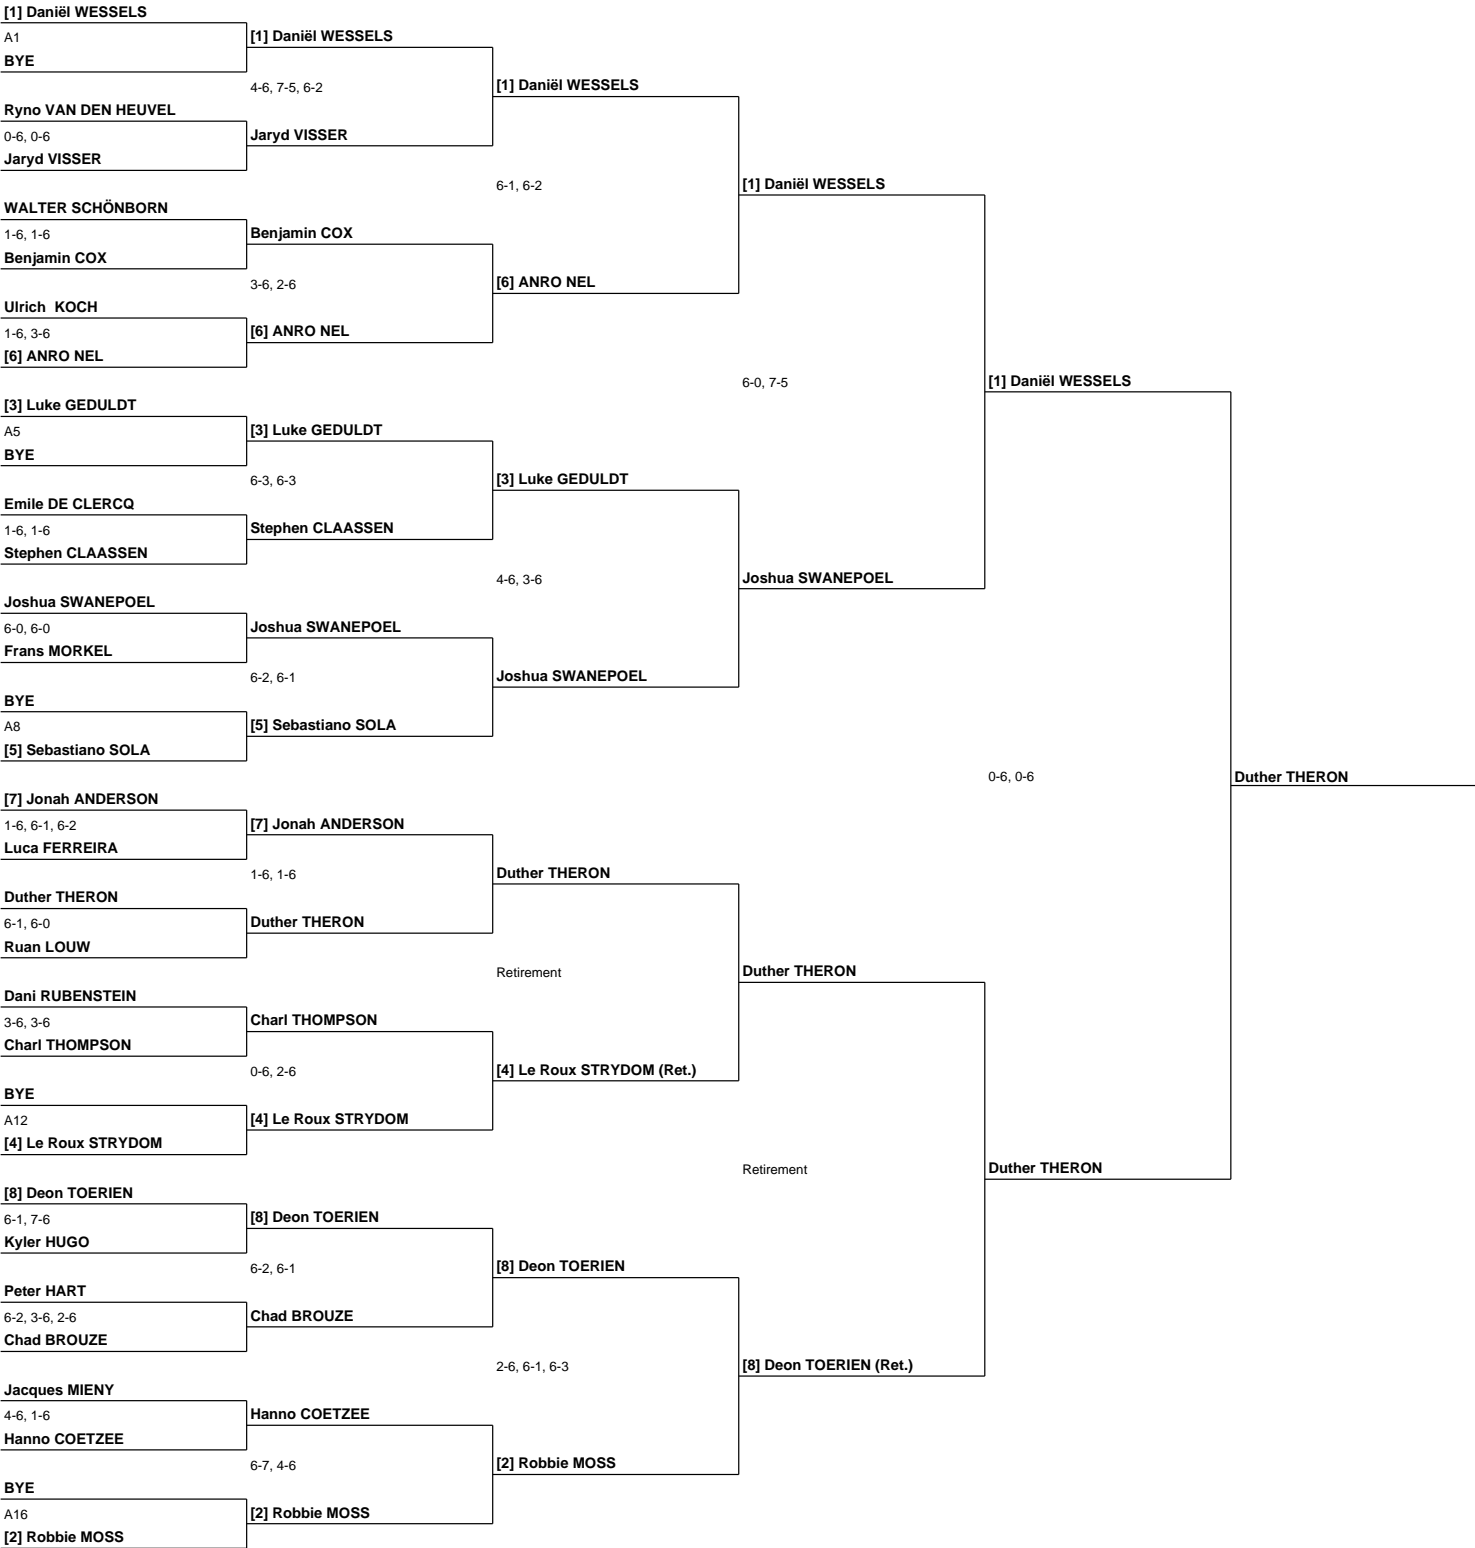 [1] Daniël WESSELS
A1
BYE
Ryno VAN DEN HEUVEL
0-6, 0-6
Jaryd VISSER
WALTER SCHÖNBORN
1-6, 1-6
Benjamin COX
Ulrich  KOCH
1-6, 3-6
[6] ANRO NEL
[3] Luke GEDULDT
A5
BYE
Emile DE CLERCQ
1-6, 1-6
Stephen CLAASSEN
Joshua SWANEPOEL
6-0, 6-0
Frans MORKEL
BYE
A8
[5] Sebastiano SOLA
[7] Jonah ANDERSON
1-6, 6-1, 6-2
Luca FERREIRA
Duther THERON
6-1, 6-0
Ruan LOUW
Dani RUBENSTEIN
3-6, 3-6
Charl THOMPSON
BYE
A12
[4] Le Roux STRYDOM
[8] Deon TOERIEN
6-1, 7-6
Kyler HUGO
Peter HART
6-2, 3-6, 2-6
Chad BROUZE
Jacques MIENY
4-6, 1-6
Hanno COETZEE
BYE
A16
[2] Robbie MOSS
[1] Daniël WESSELS
4-6, 7-5, 6-2
Jaryd VISSER
Benjamin COX
3-6, 2-6
[6] ANRO NEL
[3] Luke GEDULDT
6-3, 6-3
Stephen CLAASSEN
Joshua SWANEPOEL
6-2, 6-1
[5] Sebastiano SOLA
[7] Jonah ANDERSON
1-6, 1-6
Duther THERON
Charl THOMPSON
0-6, 2-6
[4] Le Roux STRYDOM
[8] Deon TOERIEN
6-2, 6-1
Chad BROUZE
Hanno COETZEE
6-7, 4-6
[2] Robbie MOSS
[1] Daniël WESSELS
6-1, 6-2
[6] ANRO NEL
[3] Luke GEDULDT
4-6, 3-6
Joshua SWANEPOEL
Duther THERON
Retirement
[4] Le Roux STRYDOM (Ret.)
[8] Deon TOERIEN
2-6, 6-1, 6-3
[2] Robbie MOSS
[1] Daniël WESSELS
6-0, 7-5
Joshua SWANEPOEL
Duther THERON
Retirement
[8] Deon TOERIEN (Ret.)
[1] Daniël WESSELS
0-6, 0-6
Duther THERON
Duther THERON